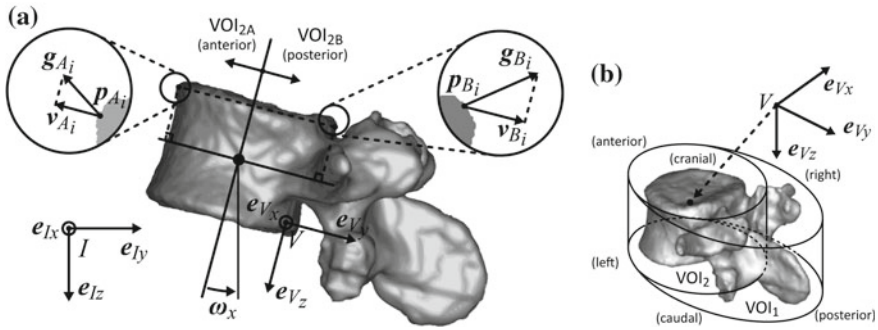 (a)
VOI2A
(anterior)
VOI2B
(posterior)
gAi
pAi
vAi
gBi
pBi
vBi
eVx
V
eVy
eVz
eIx
I
eIy
eIz
ωx
(b)
V
eVx
eVy
eVz
(anterior)
(cranial)
(right)
(left)
VOI2
VOI1
(caudal)
(posterior)